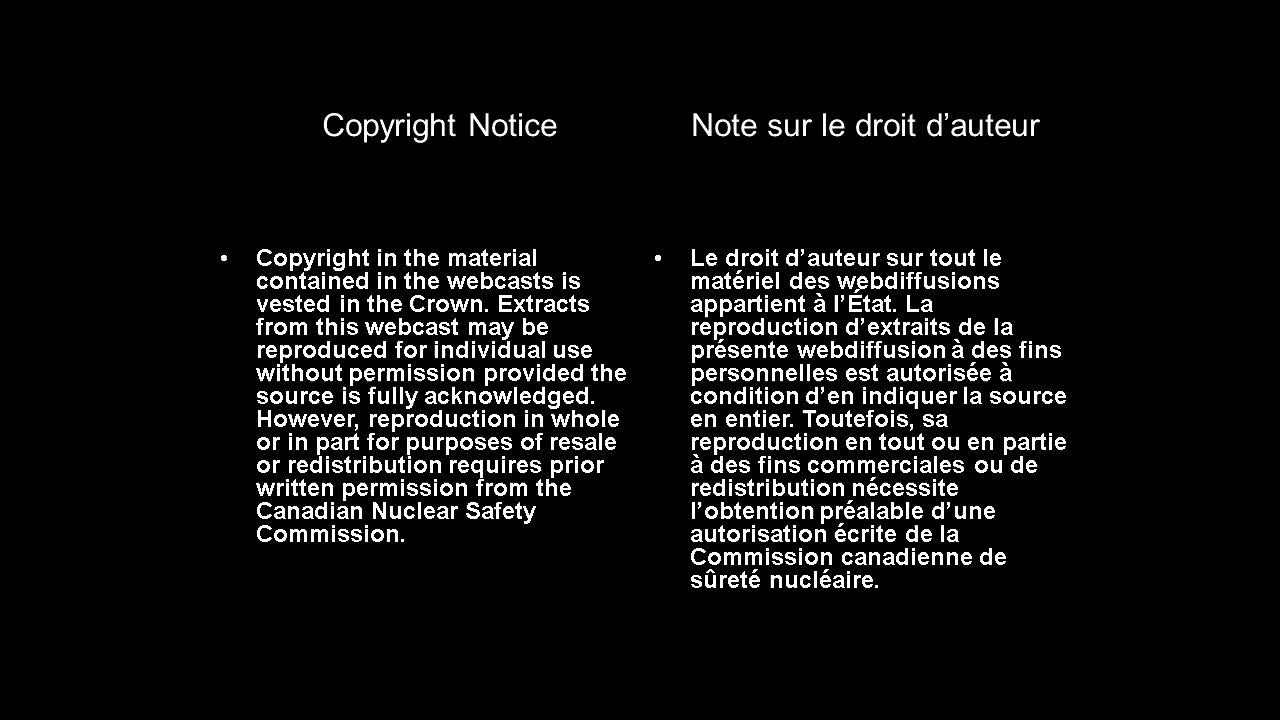 Copyright Notice
• Copyright in the material
contained in the webcasts is
vested in the Crown. Extracts
from this webcast may be
reproduced for individual use
without permission provided the
source is fully acknowledged.
However, reproduction in whole
or in part for purposes of resale
or redistribution requires prior
written permission from the
Canadian Nuclear Safety
Commission.
Note sur le droit d’auteur
• Le droit d’auteur sur tout le
matériel des webdiffusions
appartient à l’État. La
reproduction d’extraits de la
présente webdiffusion à des fins
personnelles est autorisée à
condition d’en indiquer la source
en entier. Toutefois, sa
reproduction en tout ou en partie
à des fins commerciales ou de
redistribution nécessite
l’obtention préalable d’une
autorisation écrite de la
Commission canadienne de
sûreté nucléaire.